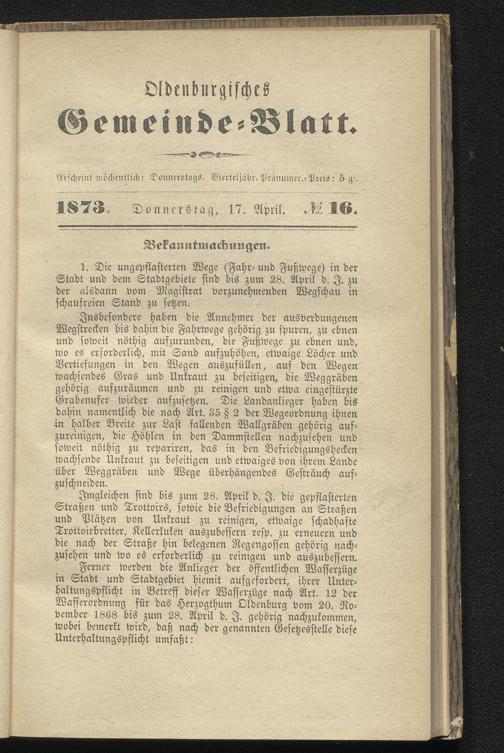 Oldenburgisches
Gemeinde-Blatt.
Erscheint wöchentlich: Donnerstags. Vierteljähr. Pränumer.-Preis: 5 gr.
1873. Donnerstag, 17. April. № 16.
Bekanntmachungen.
1. Die ungepflasterten Wege (Fahr- und Fußwege) in der
Stadt und dem Stadtgebiete sind bis zum 28. April d. J. zu
der alsdann vom Magistrat vorzunehmenden Wegschau in
schaufreien Stand zu setzen.
Insbesondere haben die Annehmer der ausverdungenen
Wegstrecken bis dahin die Fahrwege gehörig zu spuren, zu ebnen
und soweit nöthig aufzurunden, die Fußwege zu ebnen und,
wo es erforderlich, mit Sand aufzuhöhen, etwaige Löcher und
Vertiefungen in den Wegen auszufüllen, auf den Wegen
wachsendes Gras und Unkraut zu beseitigen, die Weggräben
gehörig aufzuräumen und zu reinigen und etwa eingestürzte
Grabenufer wieder aufzusetzen. Die Landanlieger haben bis
dahin namentlich die nach Art. 35 § 2 der Wegeordnung ihnen
in halber Breite zur Last fallenden Wallgräben gehörig auf-
zureinigen, die Höhlen in den Dammstellen nachzusehen und
soweit nöthig zu repariren, das in den Befriedigungshecken
wachsende Unkraut zu beseitigen und etwaiges von ihrem Lande
über Weggräben und Wege überhängendes Gesträuch auf-
zuschneiden.
Imgleichen sind bis zum 28. April d. J. die gepflasterten
Straßen und Trottoirs, sowie die Befriedigungen an Straßen
und Plätzen von Unkraut zu reinigen, etwaige schadhafte
Trottoirbretter, Kellerluken auszubessern resp. zu erneuern und
die nach der Straße hin belegenen Regengossen gehörig nach-
zusehen und wo es erforderlich zu reinigen und auszubessern.
Ferner werden die Anlieger der öffentlichen Wasserzüge
in Stadt und Stadtgebiet hiemit aufgefordert, ihrer Unter-
haltungspflicht in Betreff dieser Wasserzüge nach Art. 12 der
Wasserordnung für das Herzogthum Oldenburg vom 20. No-
vember 1868 bis zum 28. April d. J. gehörig nachzukommen,
wobei bemerkt wird, daß nach der genannten Gesetzesstelle diese
Unterhaltungspflicht umfaßt: